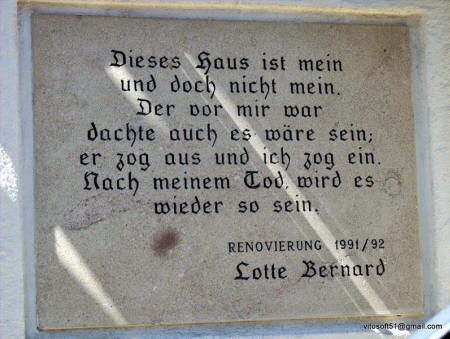 Dieses Haus ist mein
und doch nicht mein.
Der vor mir war
dachte auch es wäre sein;
er zog aus und ich zog ein.
Nach meinem Tod, wird es
wieder so sein.
RENOVIERUNG 1991/92
Lotte Bernard
vitosoft51@gmail.com